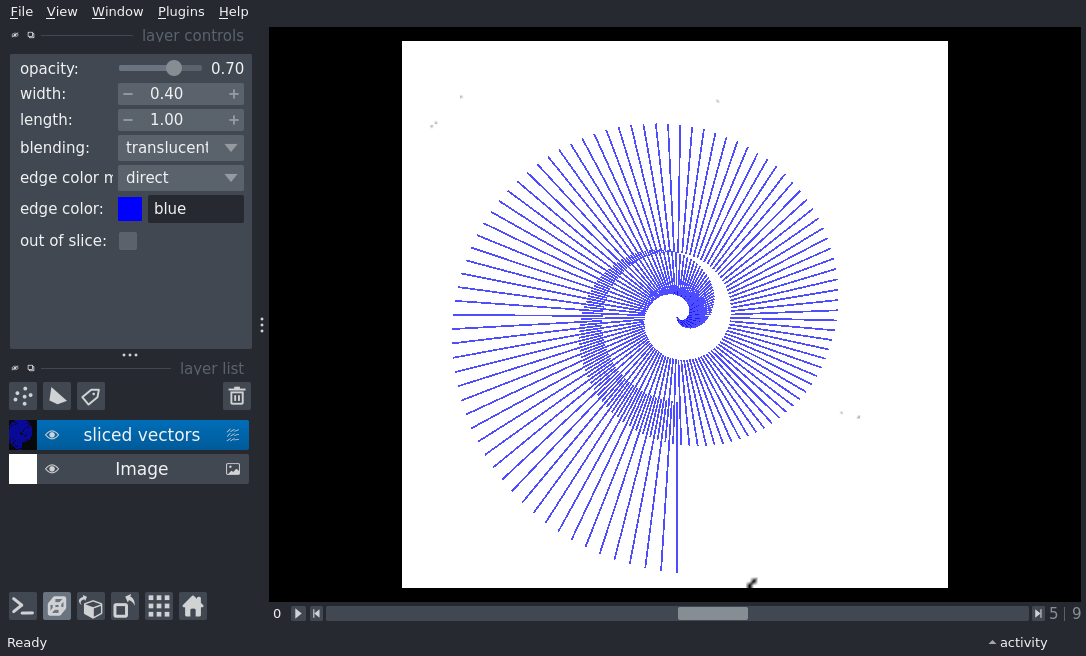 File View Window Plugins Help
layer controls
opacity: 0.70
width: − 0.40 +
length: − 1.00 +
blending: translucent
edge color m direct
edge color: blue
out of slice:
layer list
sliced vectors
Image
0 5 | 9
Ready activity